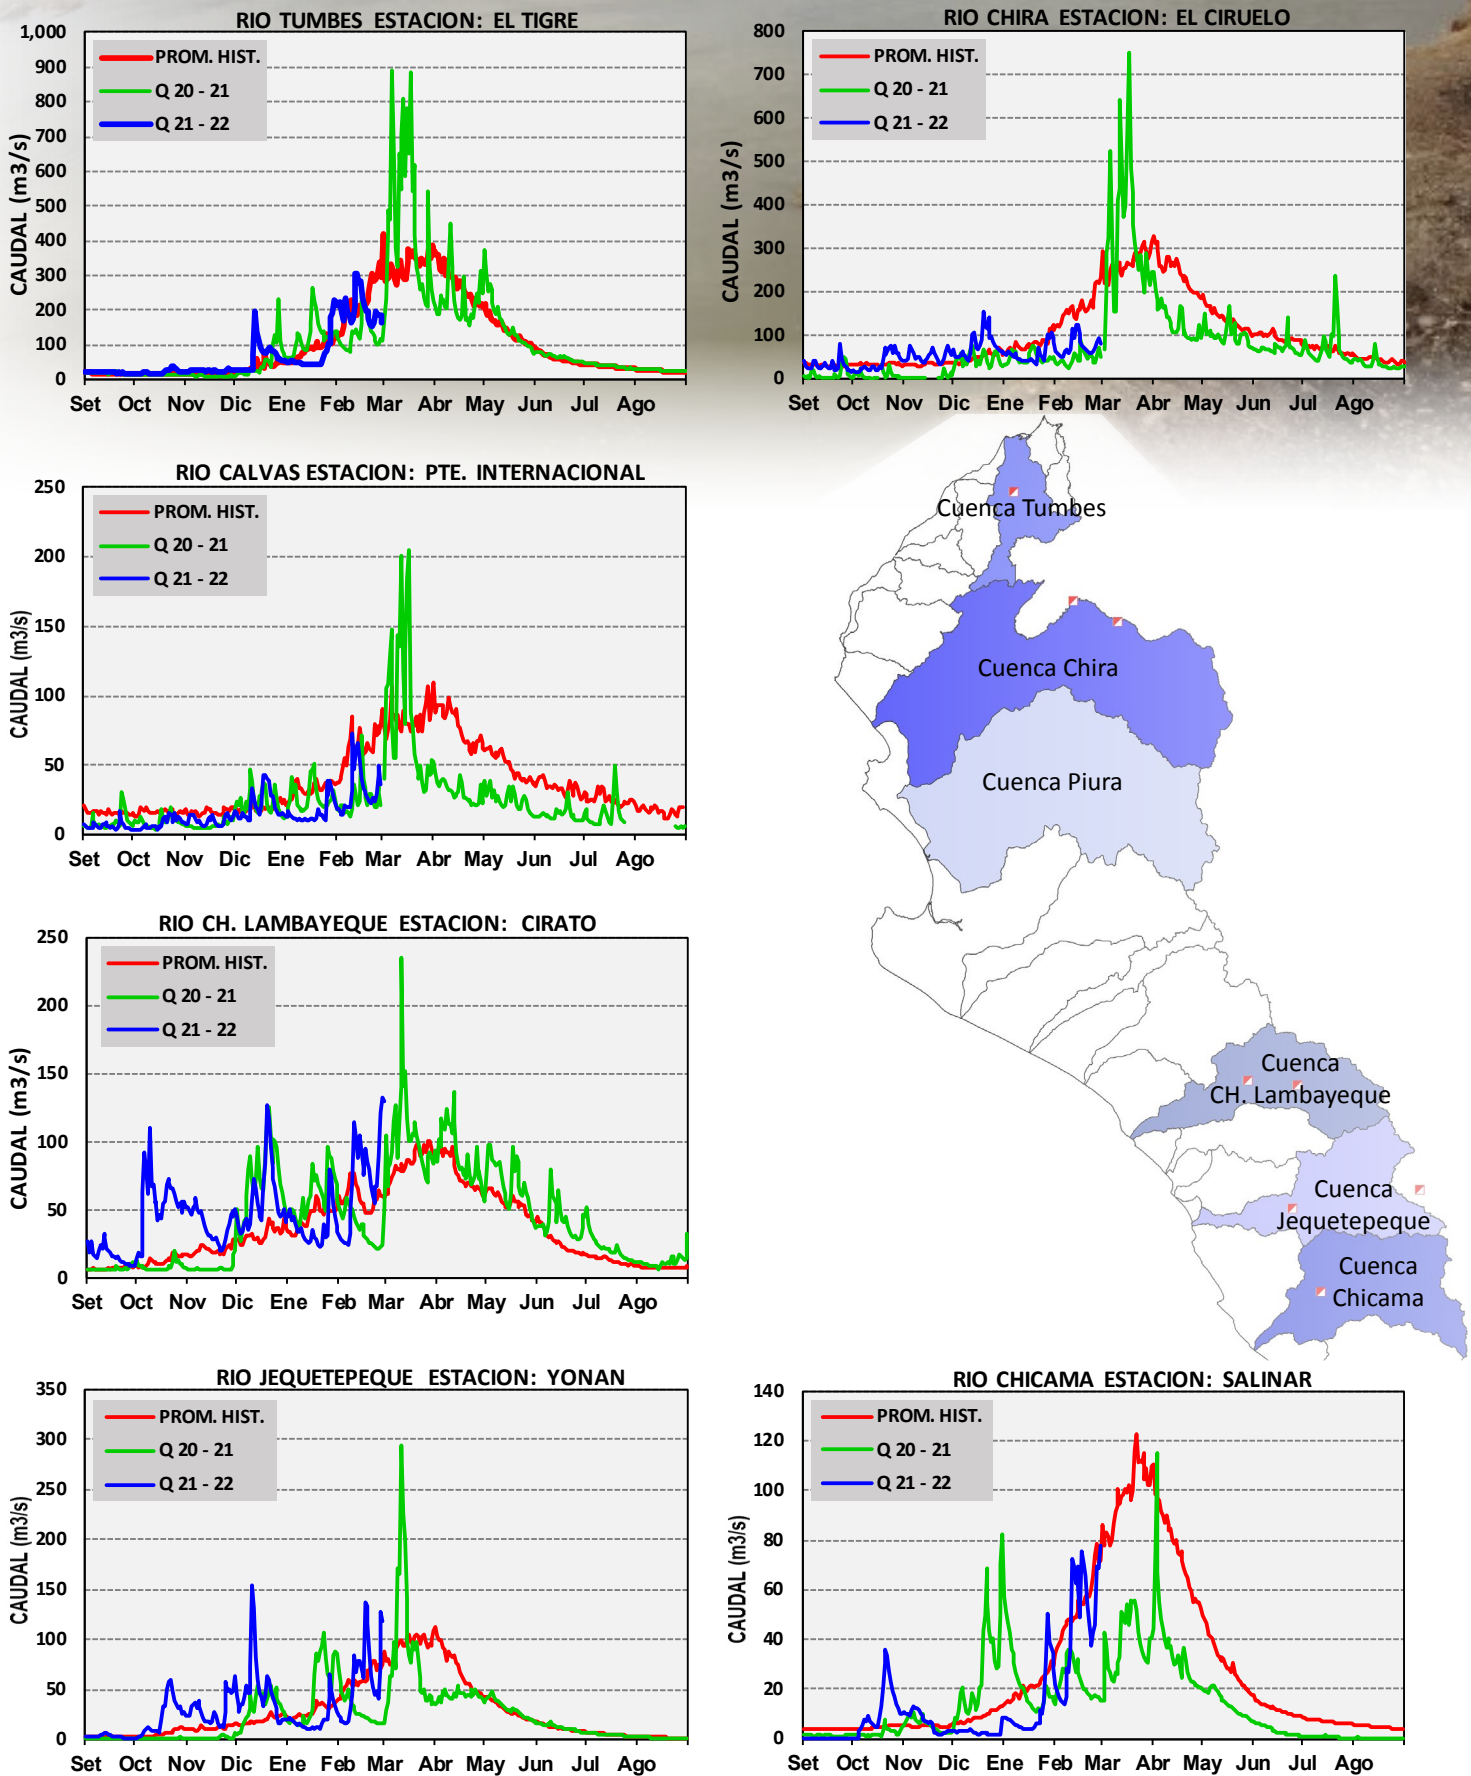 RIO TUMBES ESTACION: EL TIGRE
CAUDAL (m3/s)
1,000
900
800
700
600
500
400
300
200
100
0
PROM. HIST.
Q 20 - 21
Q 21 - 22
Set Oct Nov Dic Ene Feb Mar Abr May Jun Jul Ago
RIO CHIRA ESTACION: EL CIRUELO
CAUDAL (m3/s)
800
700
600
500
400
300
200
100
0
PROM. HIST.
Q 20 - 21
Q 21 - 22
Set Oct Nov Dic Ene Feb Mar Abr May Jun Jul Ago
RIO CALVAS ESTACION: PTE. INTERNACIONAL
CAUDAL (m3/s)
250
200
150
100
50
0
PROM. HIST.
Q 20 - 21
Q 21 - 22
Set Oct Nov Dic Ene Feb Mar Abr May Jun Jul Ago
Cuenca Tumbes
Cuenca Chira
Cuenca Piura
Cuenca
CH. Lambayeque
Cuenca
Jequetepeque
Cuenca
Chicama
RIO CH. LAMBAYEQUE ESTACION: CIRATO
CAUDAL (m3/s)
250
200
150
100
50
0
PROM. HIST.
Q 20 - 21
Q 21 - 22
Set Oct Nov Dic Ene Feb Mar Abr May Jun Jul Ago
RIO JEQUETEPEQUE ESTACION: YONAN
CAUDAL (m3/s)
350
300
250
200
150
100
50
0
PROM. HIST.
Q 20 - 21
Q 21 - 22
Set Oct Nov Dic Ene Feb Mar Abr May Jun Jul Ago
RIO CHICAMA ESTACION: SALINAR
CAUDAL (m3/s)
140
120
100
80
60
40
20
0
PROM. HIST.
Q 20 - 21
Q 21 - 22
Set Oct Nov Dic Ene Feb Mar Abr May Jun Jul Ago